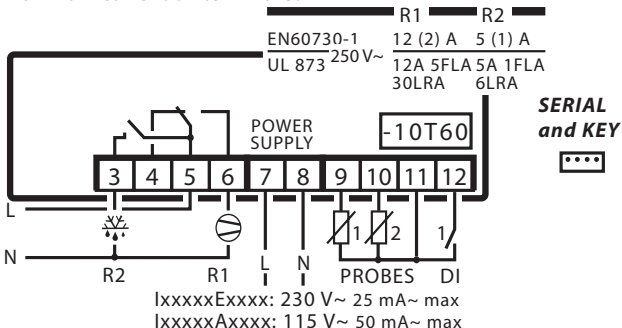 R1 R2
EN60730-1 12 (2) A 5 (1) A
UL 873 250 V~ 12A 5FLA 5A 1FLA
30LRA 6LRA
SERIAL
and KEY
POWER
SUPPLY
-10T60
3 4 5 6 7 8 9 10 11 12
L
1 2 1
N
R2 R1 L N PROBES DI
IxxxxxExxxx: 230 V~ 25 mA~ max
IxxxxxAxxxx: 115 V~ 50 mA~ max